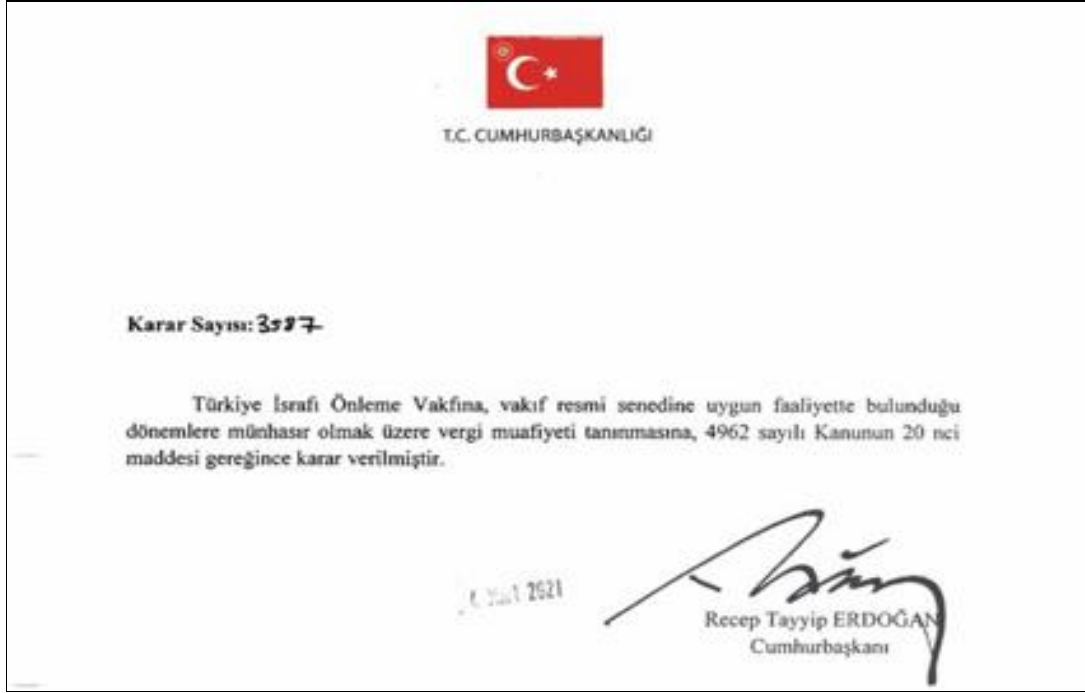 T.C. CUMHURBAŞKANLIĞI
Karar Sayısı: 3587
Türkiye İsrafı Önleme Vakfına, vakıf resmi senedine uygun faaliyette bulunduğu
dönemlere münhasır olmak üzere vergi muafiyeti tanınmasına, 4962 sayılı Kanunun 20 nci
maddesi gereğince karar verilmiştir.
2021
Recep Tayyip ERDOĞAN
Cumhurbaşkanı